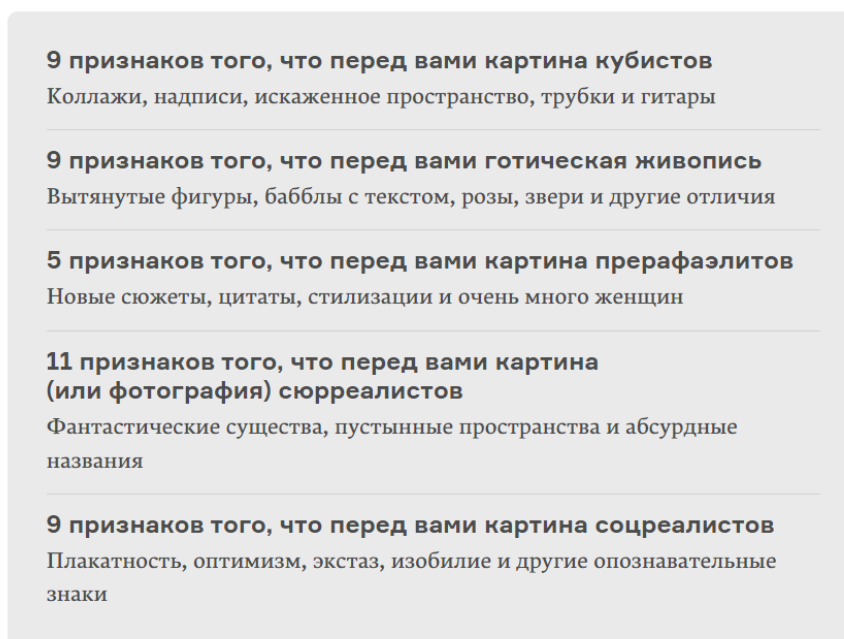 9 признаков того, что перед вами картина кубистов
Коллажи, надписи, искаженное пространство, трубки и гитары
9 признаков того, что перед вами готическая живопись
Вытянутые фигуры, бабблы с текстом, розы, звери и другие отличия
5 признаков того, что перед вами картина прерафаэлитов
Новые сюжеты, цитаты, стилизации и очень много женщин
11 признаков того, что перед вами картина
(или фотография) сюрреалистов
Фантастические существа, пустынные пространства и абсурдные
названия
9 признаков того, что перед вами картина соцреалистов
Плакатность, оптимизм, экстаз, изобилие и другие опознавательные
знаки